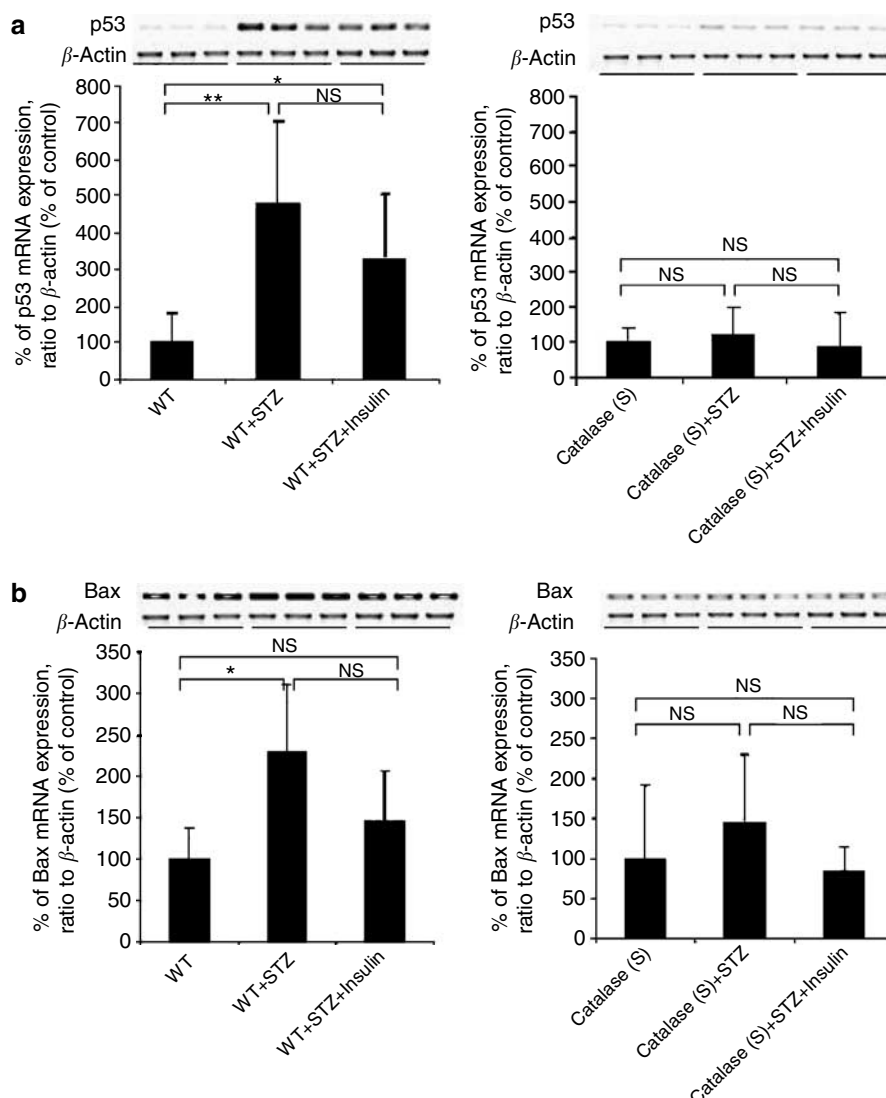 a
p53
β-Actin
800
700
600
500
400
300
200
100
0
% of p53 mRNA expression,
ratio to β-actin (% of control)
*
**
NS
WT
WT+STZ
WT+STZ+Insulin
p53
β-Actin
800
700
600
500
400
300
200
100
0
% of p53 mRNA expression,
ratio to β-actin (% of control)
NS
NS
NS
Catalase (S)
Catalase (S)+STZ
Catalase (S)+STZ+Insulin
b
Bax
β-Actin
350
300
250
200
150
100
50
0
% of Bax mRNA expression,
ratio to β-actin (% of control)
NS
*
NS
WT
WT+STZ
WT+STZ+Insulin
Bax
β-Actin
350
300
250
200
150
100
50
0
% of Bax mRNA expression,
ratio to β-actin (% of control)
NS
NS
NS
Catalase (S)
Catalase (S)+STZ
Catalase (S)+STZ+Insulin